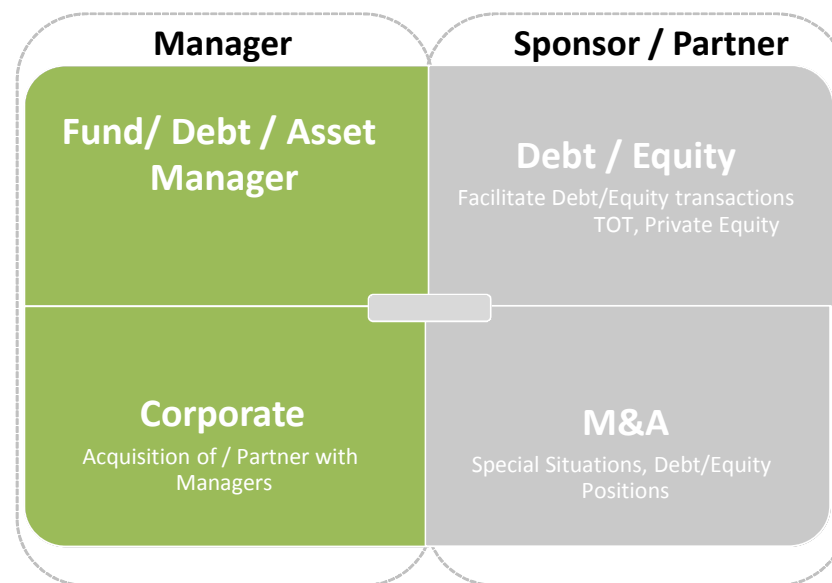 Manager
Sponsor / Partner
Fund/ Debt / Asset
Manager
Debt / Equity
Facilitate Debt/Equity transactions
TOT, Private Equity
Corporate
Acquisition of / Partner with
Managers
M&A
Special Situations, Debt/Equity
Positions